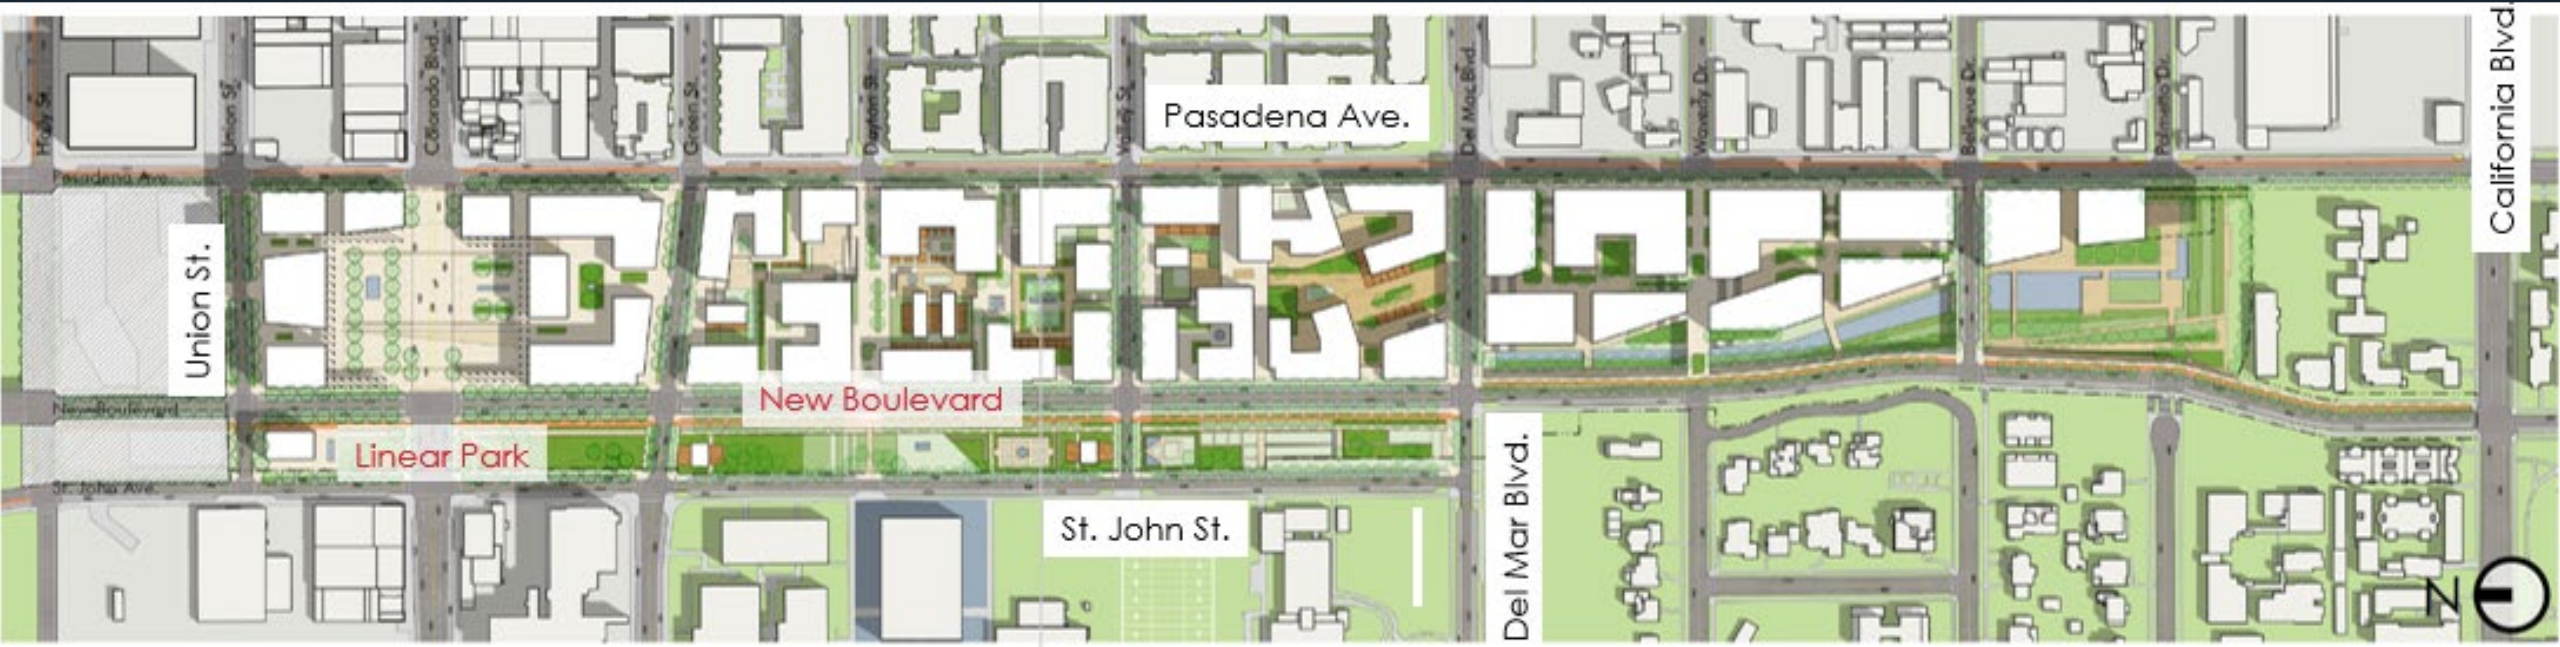 Holly St.
Union St.
Colorado Blvd.
Green St.
Dayton St.
Valley St.
Del Mar Blvd.
Waverly Dr.
Bellevue Dr.
Palmetto Dr.
California Blvd.
Pasadena Ave.
Pasadena Ave.
Union St.
New Boulevard
New Boulevard
Linear Park
St. John Ave.
St. John St.
Del Mar Blvd.
N